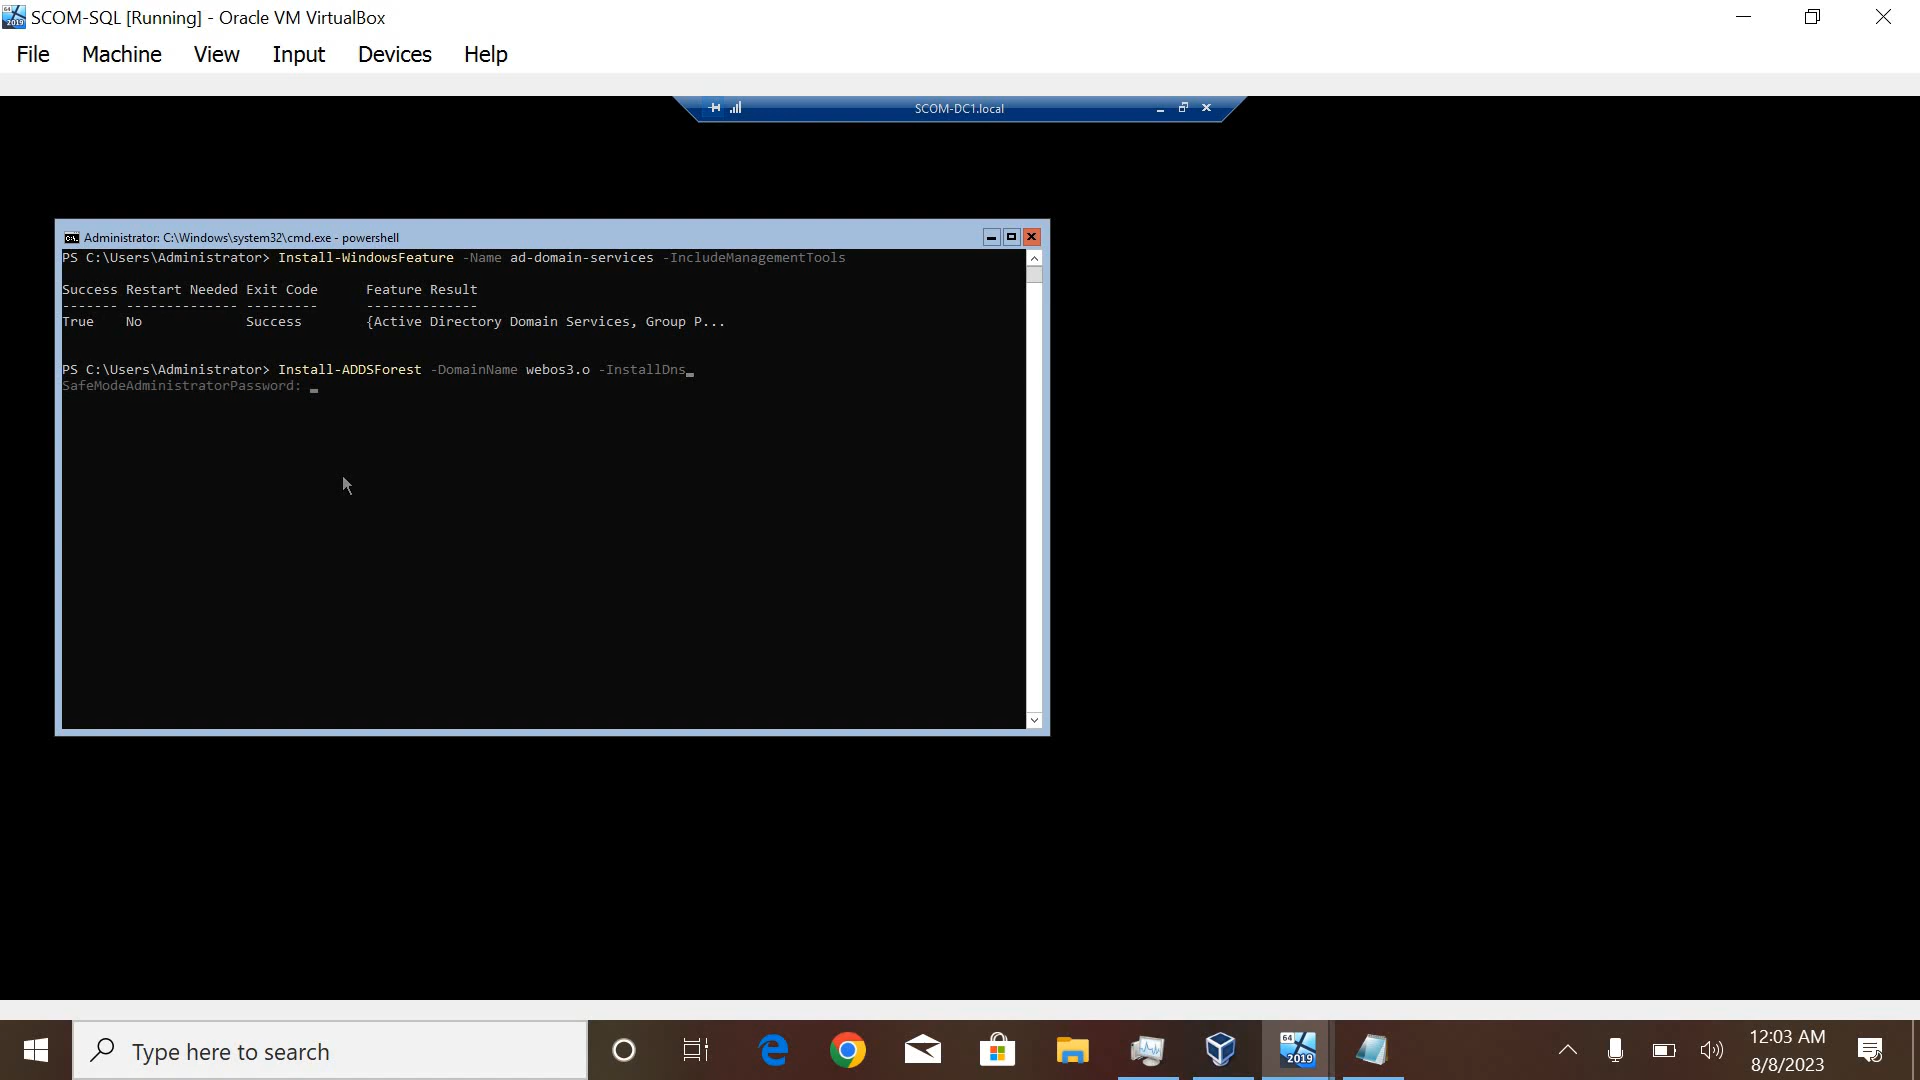 SCOM-SQL [Running] - Oracle VM VirtualBox
File Machine View Input Devices Help
SCOM-DC1.local
Administrator: C:\Windows\system32\cmd.exe - powershell
PS C:\Users\Administrator> Install-WindowsFeature -Name ad-domain-services -IncludeManagementTools
Success Restart Needed Exit Code      Feature Result
------- -------------- ---------      --------------
True    No             Success        {Active Directory Domain Services, Group P...
PS C:\Users\Administrator> Install-ADDSForest -DomainName webos3.o -InstallDns
SafeModeAdministratorPassword:
Type here to search
64
2019
12:03 AM
8/8/2023